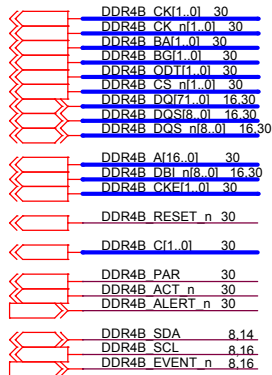 DDR4B_CK[1..0] 30
DDR4B_CK_n[1..0] 30
DDR4B_BA[1..0] 30
DDR4B_BG[1..0] 30
DDR4B_ODT[1..0] 30
DDR4B_CS_n[1..0] 30
DDR4B_DQ[71..0] 16,30
DDR4B_DQS[8..0] 16,30
DDR4B_DQS_n[8..0] 16,30
DDR4B_A[16..0] 30
DDR4B_DBI_n[8..0] 16,30
DDR4B_CKE[1..0] 30
DDR4B_RESET_n 30
DDR4B_C[1..0] 30
DDR4B_PAR 30
DDR4B_ACT_n 30
DDR4B_ALERT_n 30
DDR4B_SDA 8,14
DDR4B_SCL 8,16
DDR4B_EVENT_n 8,16